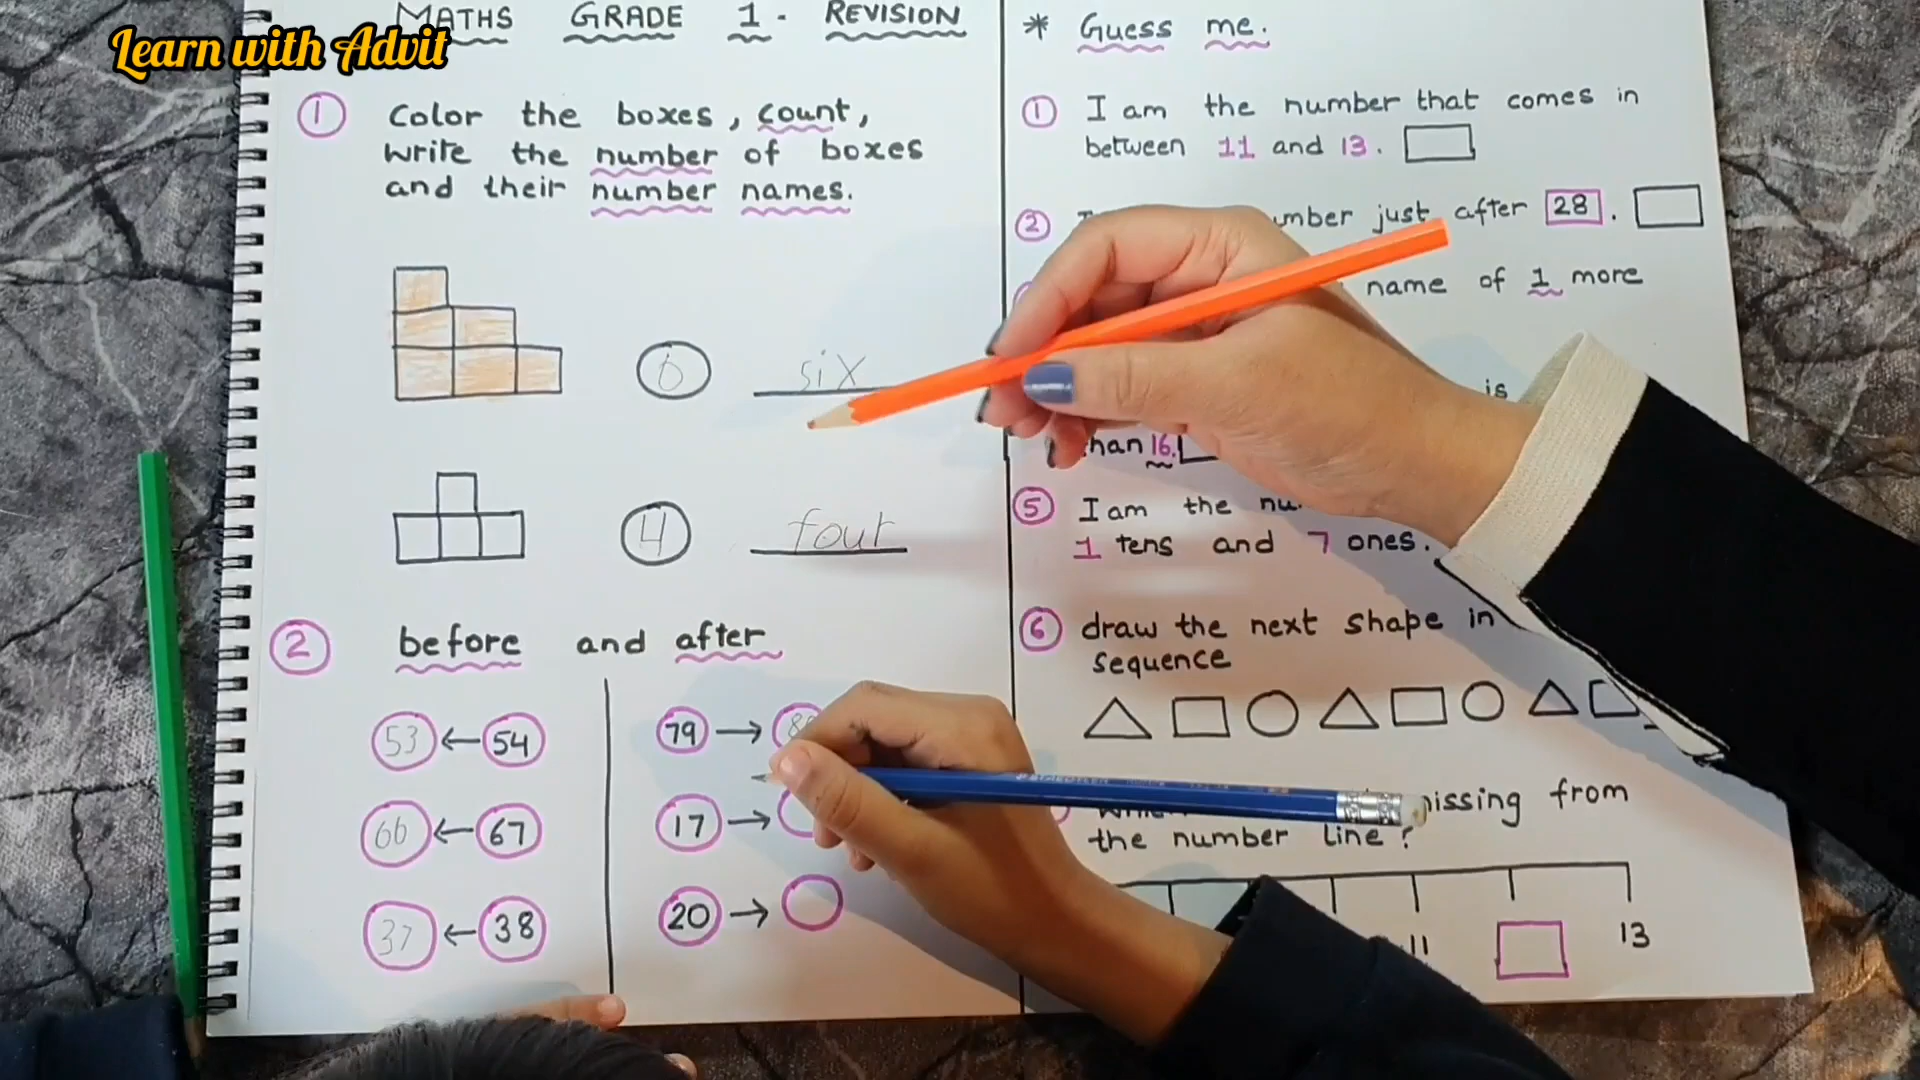 Learn with Advit
MATHS GRADE 1 - REVISION
1 Color the boxes, count,
write the number of boxes
and their number names.
6 six
4 four
2 before and after
53 ← 54
66 ← 67
37 ← 38
79 → 80
17 →
20 →
* Guess me.
1 I am the number that comes in
between 11 and 13.
2 just after 28.
name of 1 more
is
16.
5 I am the
1 tens and 7 ones.
6 draw the next shape in
sequence
from
the number line?
11 13